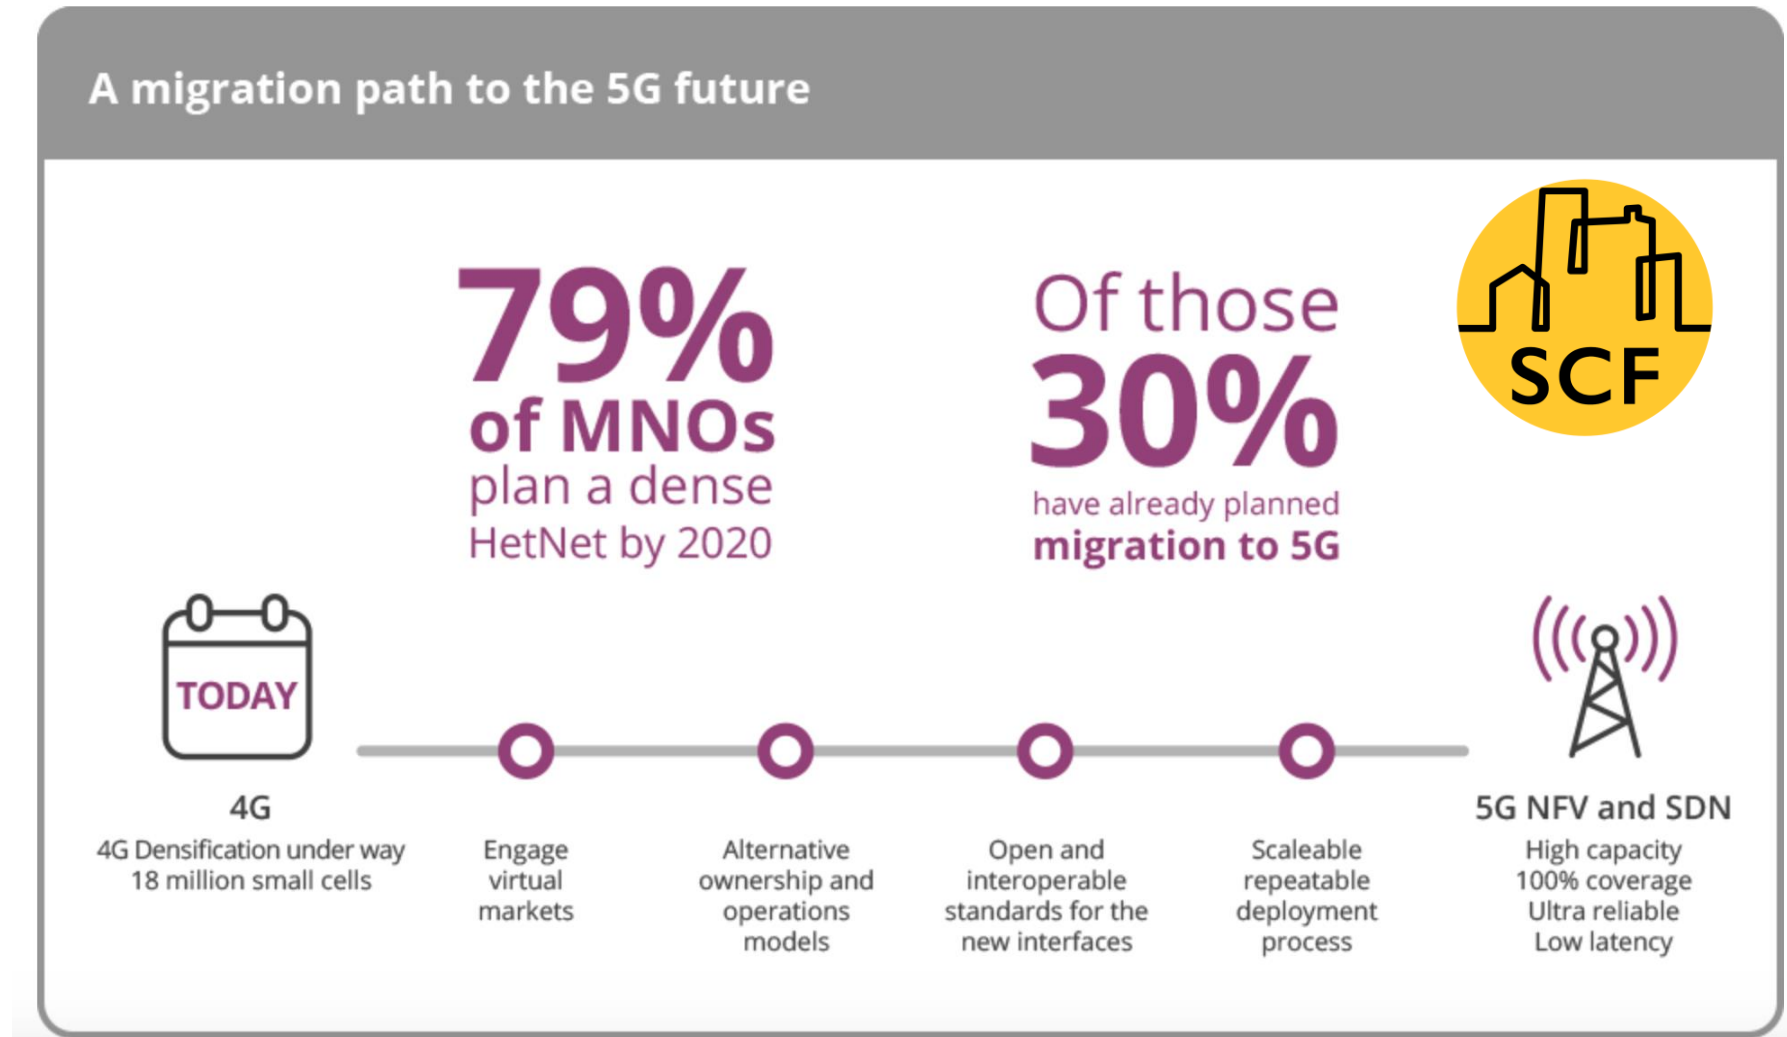 A migration path to the 5G future
79%
of MNOs
plan a dense
HetNet by 2020
Of those
30%
have already planned
migration to 5G
SCF
TODAY
4G
4G Densification under way
18 million small cells
Engage
virtual
markets
Alternative
ownership and
operations
models
Open and
interoperable
standards for the
new interfaces
Scaleable
repeatable
deployment
process
5G NFV and SDN
High capacity
100% coverage
Ultra reliable
Low latency